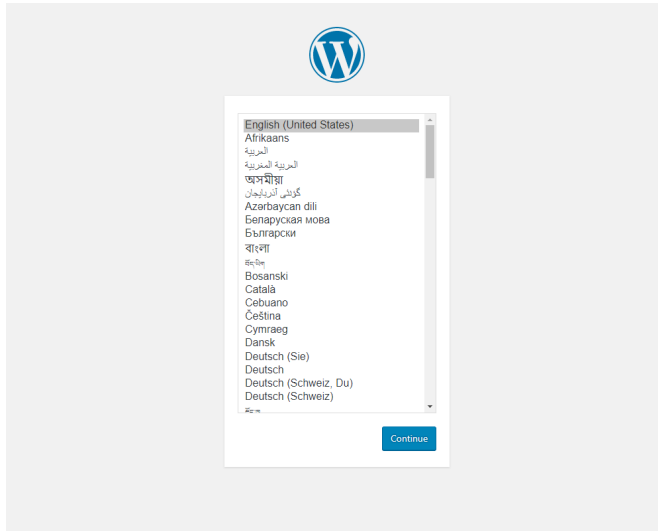 English (United States)
Afrikaans
العربية
العربية المغربية
অসমীয়া
گؤنئی آذربایجان
Azərbaycan dili
Беларуская мова
Български
বাংলা
བོད་ཡིག
Bosanski
Català
Cebuano
Čeština
Cymraeg
Dansk
Deutsch (Sie)
Deutsch
Deutsch (Schweiz, Du)
Deutsch (Schweiz)
Continue